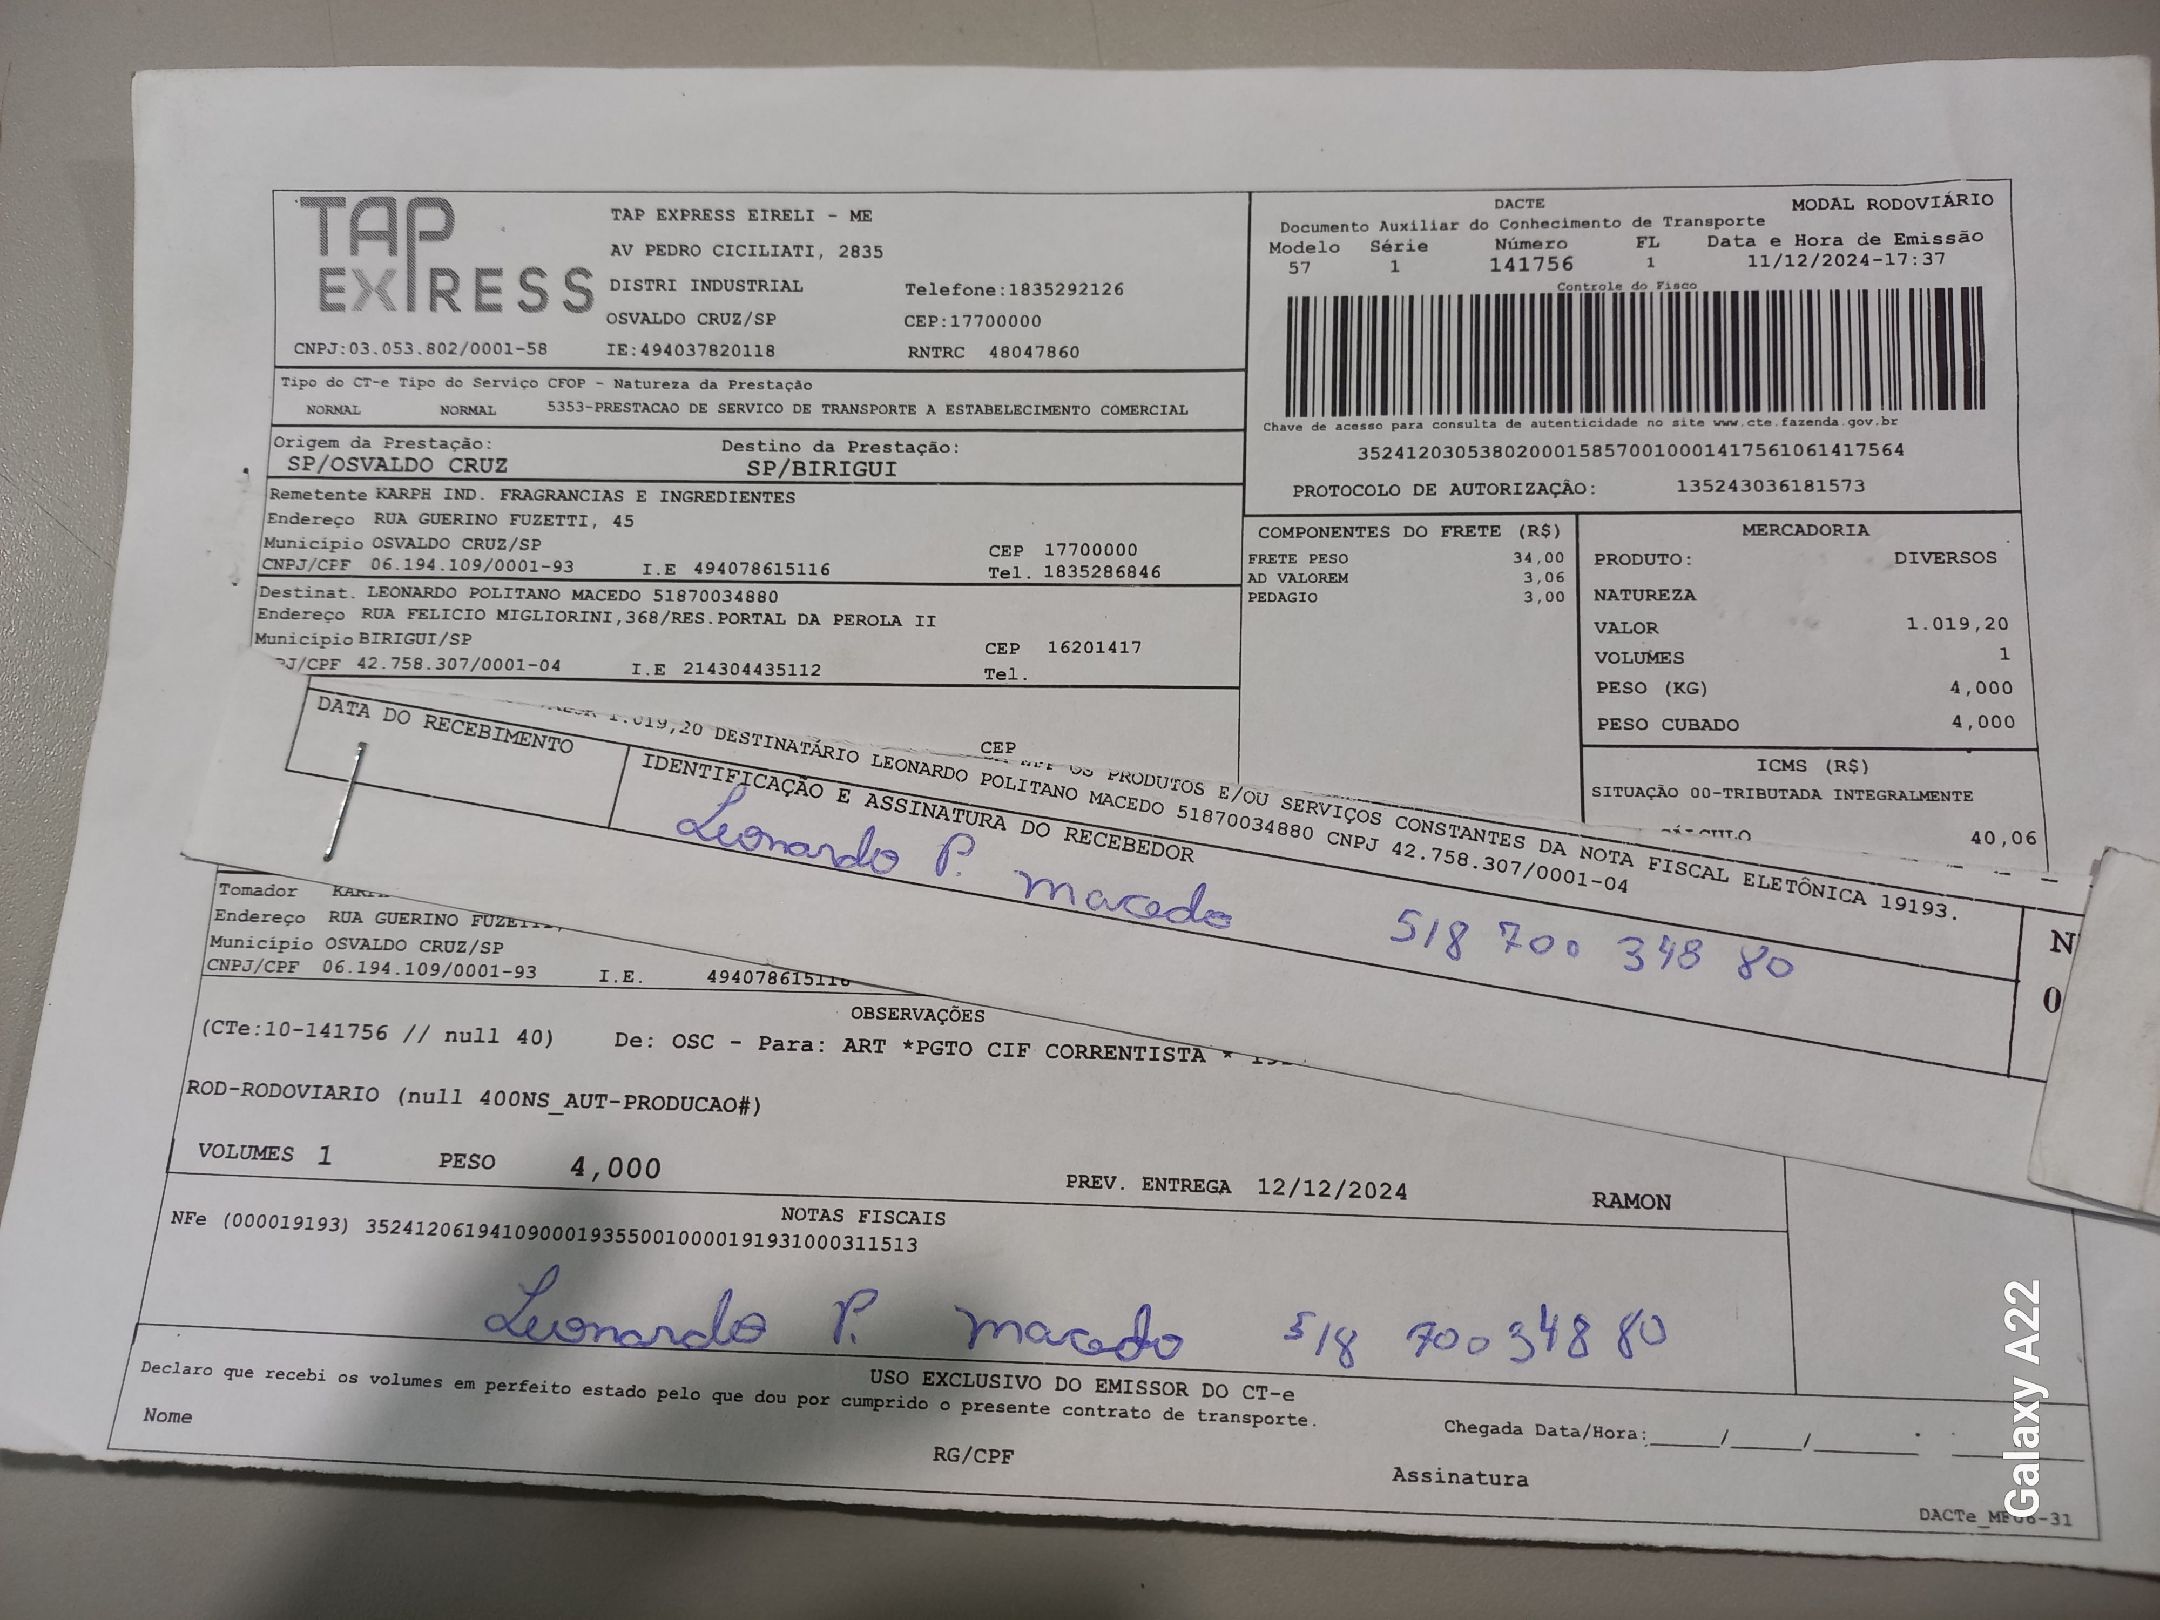 TAP
EXPRESS
TAP EXPRESS EIRELI - ME
AV PEDRO CICILIATI, 2835
DISTRI INDUSTRIAL Telefone:1835292126
OSVALDO CRUZ/SP CEP:17700000
CNPJ:03.053.802/0001-58 IE:494037820118 RNTRC 48047860
DACTE MODAL RODOVIÁRIO
Documento Auxiliar do Conhecimento de Transporte
Modelo Série Número FL Data e Hora de Emissão
57 1 141756 1 11/12/2024-17:37
Controle do Fisco
Chave de acesso para consulta de autenticidade no site www.cte.fazenda.gov.br
35241203053802000158570010001417561061417564
PROTOCOLO DE AUTORIZAÇÃO: 135243036181573
Tipo do CT-e Tipo do Serviço CFOP - Natureza da Prestação
NORMAL NORMAL 5353-PRESTACAO DE SERVICO DE TRANSPORTE A ESTABELECIMENTO COMERCIAL
Origem da Prestação: Destino da Prestação:
SP/OSVALDO CRUZ SP/BIRIGUI
Remetente KARPH IND. FRAGRANCIAS E INGREDIENTES
Endereço RUA GUERINO FUZETTI, 45
Município OSVALDO CRUZ/SP CEP 17700000
CNPJ/CPF 06.194.109/0001-93 I.E 494078615116 Tel. 1835286846
Destinat. LEONARDO POLITANO MACEDO 51870034880
Endereço RUA FELICIO MIGLIORINI,368/RES.PORTAL DA PEROLA II
Município BIRIGUI/SP CEP 16201417
PJ/CPF 42.758.307/0001-04 I.E 214304435112 Tel.
CEP
COMPONENTES DO FRETE (R$)
FRETE PESO 34,00
AD VALOREM 3,06
PEDAGIO 3,00
MERCADORIA
PRODUTO: DIVERSOS
NATUREZA
VALOR 1.019,20
VOLUMES 1
PESO (KG) 4,000
PESO CUBADO 4,000
ICMS (R$)
SITUAÇÃO 00-TRIBUTADA INTEGRALMENTE
40,06
OS PRODUTOS E/OU SERVIÇOS CONSTANTES DA NOTA FISCAL ELETÔNICA 19193.
1.019,20 DESTINATÁRIO LEONARDO POLITANO MACEDO 51870034880 CNPJ 42.758.307/0001-04
DATA DO RECEBIMENTO IDENTIFICAÇÃO E ASSINATURA DO RECEBEDOR
Leonardo P. Macedo 518 700 348 80
N
0
Tomador
Endereço RUA GUERINO
Município OSVALDO CRUZ/SP
CNPJ/CPF 06.194.109/0001-93 I.E. 494078615116
OBSERVAÇÕES
(CTe:10-141756 // null 40) De: OSC - Para: ART *PGTO CIF CORRENTISTA *
ROD-RODOVIARIO (null 400NS_AUT-PRODUCAO#)
VOLUMES 1 PESO 4,000 PREV. ENTREGA 12/12/2024 RAMON
NOTAS FISCAIS
NFe (000019193) 35241206194109000193550010000191931000311513
Leonardo P. Macedo 518 700 348 80
USO EXCLUSIVO DO EMISSOR DO CT-e
Declaro que recebi os volumes em perfeito estado pelo que dou por cumprido o presente contrato de transporte.
Nome RG/CPF Assinatura Chegada Data/Hora:____/____/______ : ______
Galaxy A22